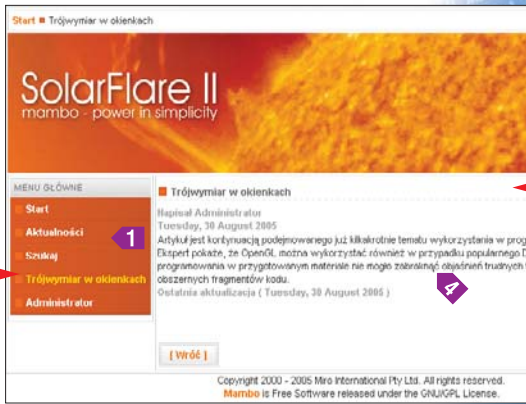 Start Trójwymiar w okienkach
SolarFlare II
mambo - power in simplicity
MENU GŁÓWNE
Start
Aktualności
Szukaj
Trójwymiar w okienkach
Administrator
1
Trójwymiar w okienkach
Napisał Administrator
Tuesday, 30 August 2005
Artykuł jest kontynuacją podejmowanego już kilkakrotnie tematu wykorzystania w prog
Ekspert pokaże, że OpenGL można wykorzystać również w przypadku popularnego D
programowania w przygotowanym materiale nie mogło zabraknąć objaśnień trudnych
obszernych fragmentów kodu.
4
Ostatnia aktualizacja ( Tuesday, 30 August 2005 )
[ Wróć ]
Copyright 2000 - 2005 Miro International Pty Ltd. All rights reserved.
Mambo is Free Software released under the GNU/GPL License.